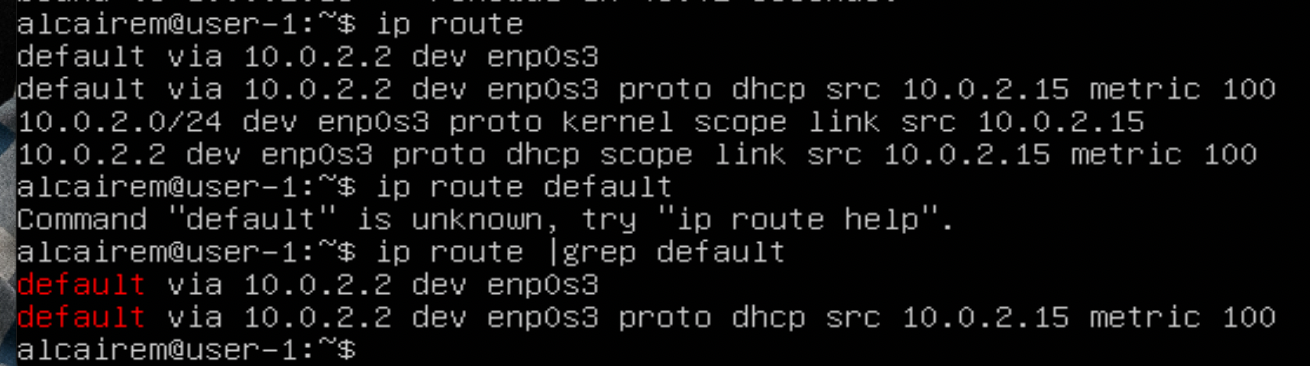 alcairem@user-1:~$ ip route
default via 10.0.2.2 dev enp0s3
default via 10.0.2.2 dev enp0s3 proto dhcp src 10.0.2.15 metric 100
10.0.2.0/24 dev enp0s3 proto kernel scope link src 10.0.2.15
10.0.2.2 dev enp0s3 proto dhcp scope link src 10.0.2.15 metric 100
alcairem@user-1:~$ ip route default
Command "default" is unknown, try "ip route help".
alcairem@user-1:~$ ip route |grep default
default via 10.0.2.2 dev enp0s3
default via 10.0.2.2 dev enp0s3 proto dhcp src 10.0.2.15 metric 100
alcairem@user-1:~$